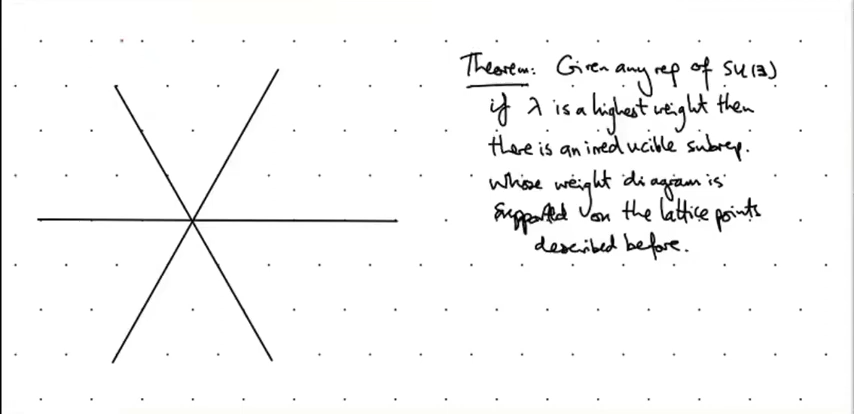 Theorem: Given any rep of SU(3)
if λ is a highest weight then
there is an irreducible subrep.
whose weight diagram is
supported on the lattice points
described before.